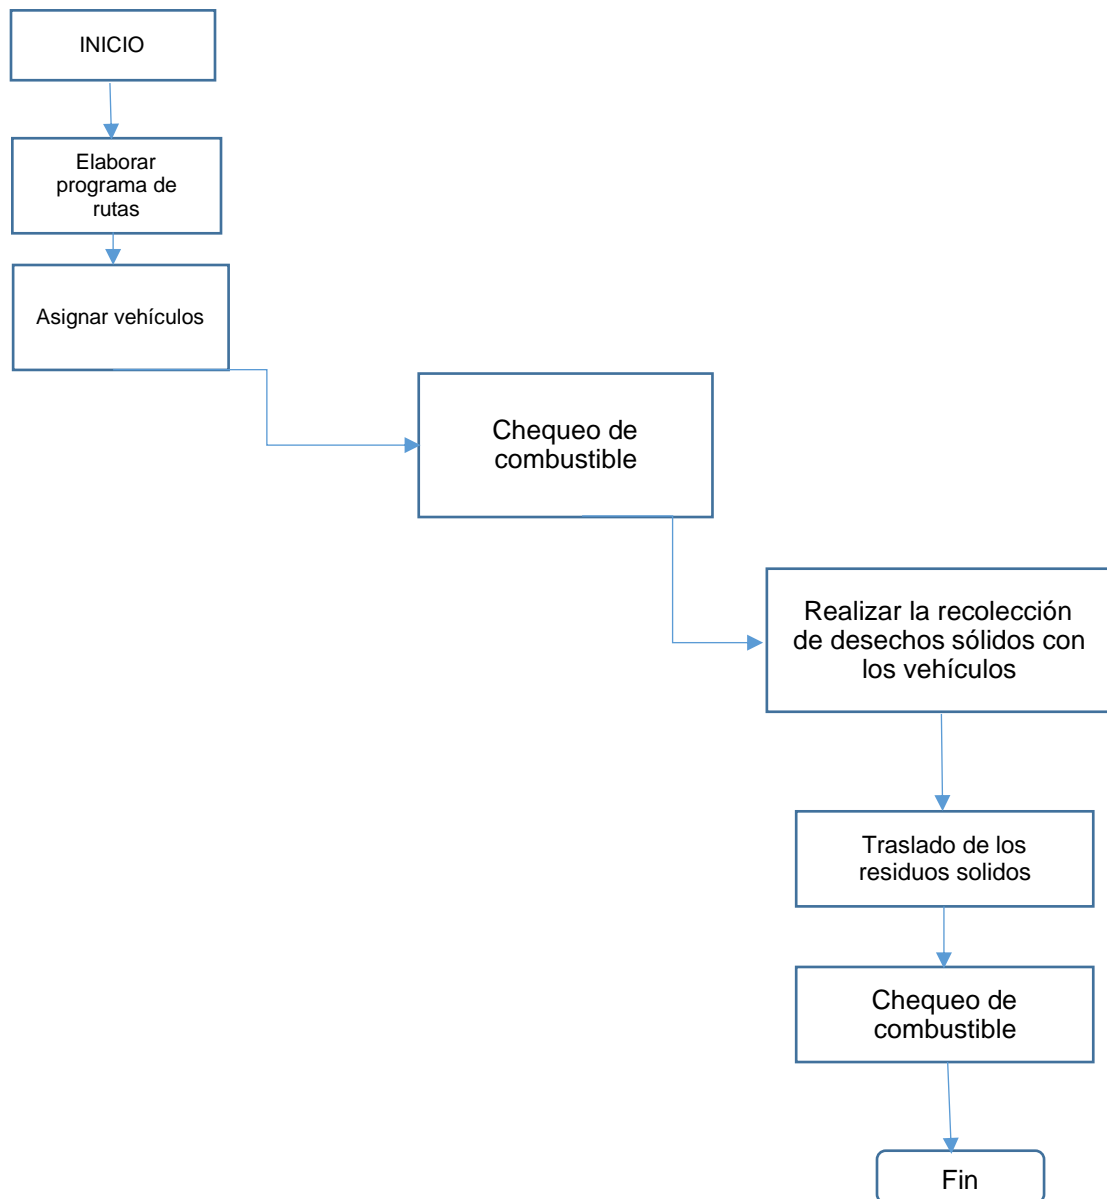 INICIO
Elaborar
programa de
rutas
Asignar vehículos
Chequeo de
combustible
Realizar la recolección
de desechos sólidos con
los vehículos
Traslado de los
residuos solidos
Chequeo de
combustible
Fin